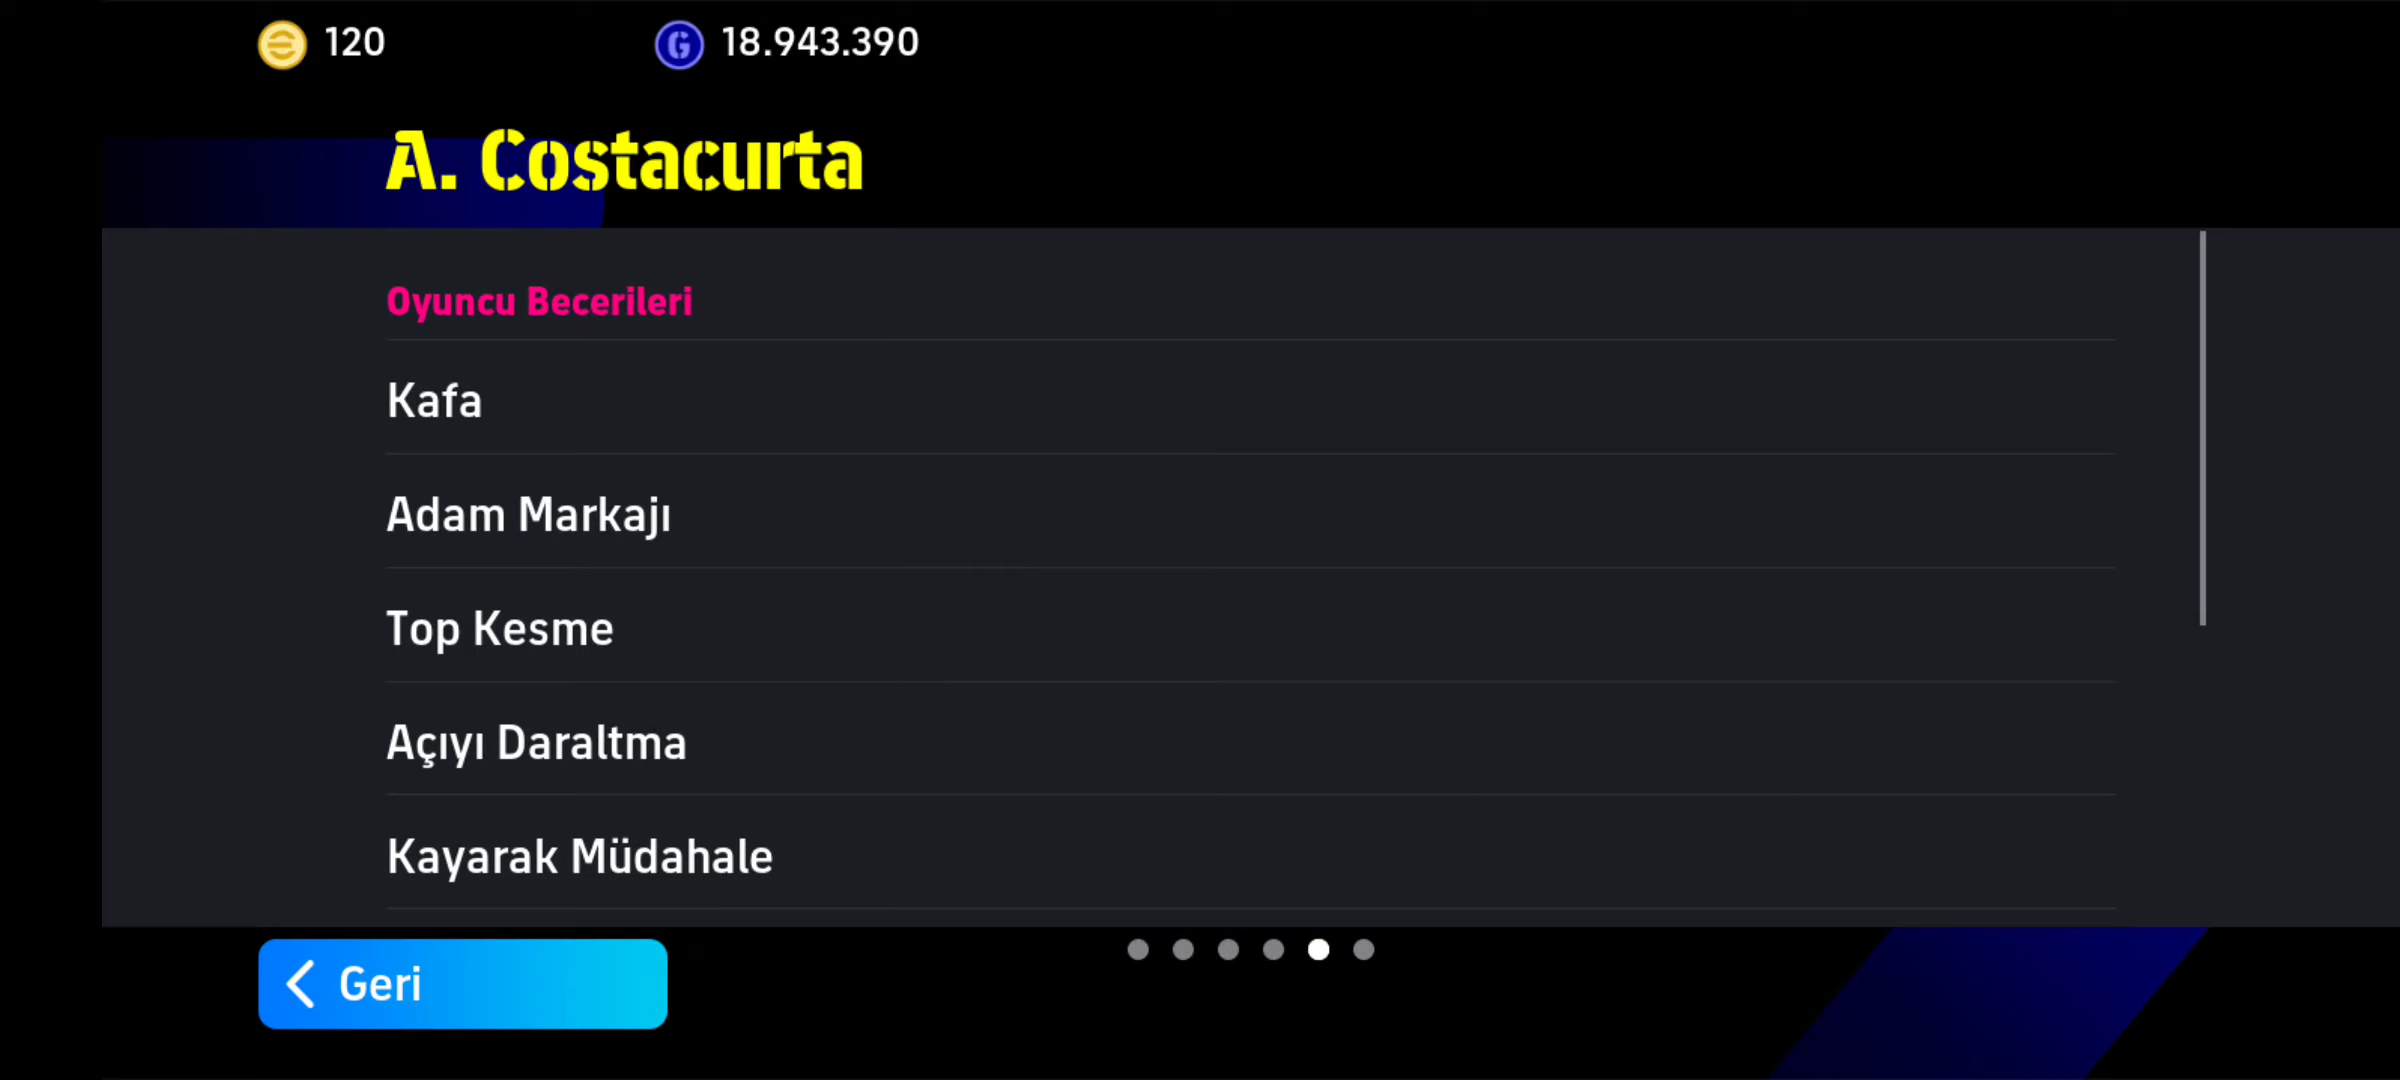 120
18.943.390
A. Costacurta
Oyuncu Becerileri
Kafa
Adam Markajı
Top Kesme
Açıyı Daraltma
Kayarak Müdahale
Geri